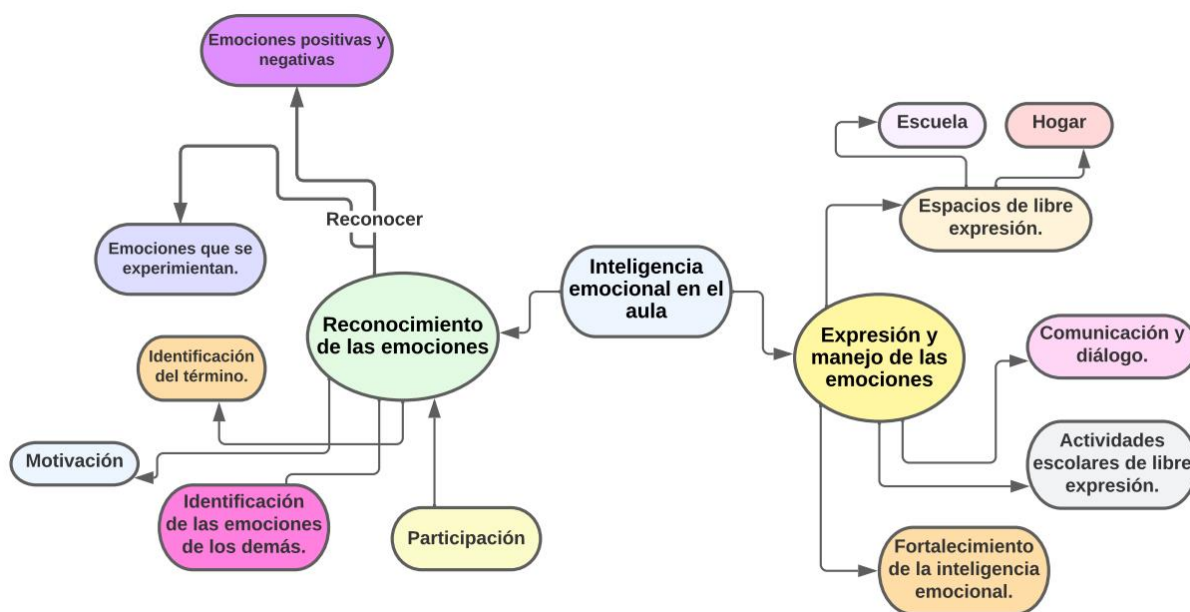 Emociones positivas y
negativas
Escuela
Hogar
Reconocer
Espacios de libre
expresión.
Emociones que se
experimientan.
Inteligencia
emocional en el
aula
Reconocimiento
de las emociones
Expresión y
manejo de las
emociones
Identificación
del término.
Comunicación y
diálogo.
Motivación
Actividades
escolares de libre
expresión.
Identificación
de las emociones
de los demás.
Participación
Fortalecimiento
de la inteligencia
emocional.